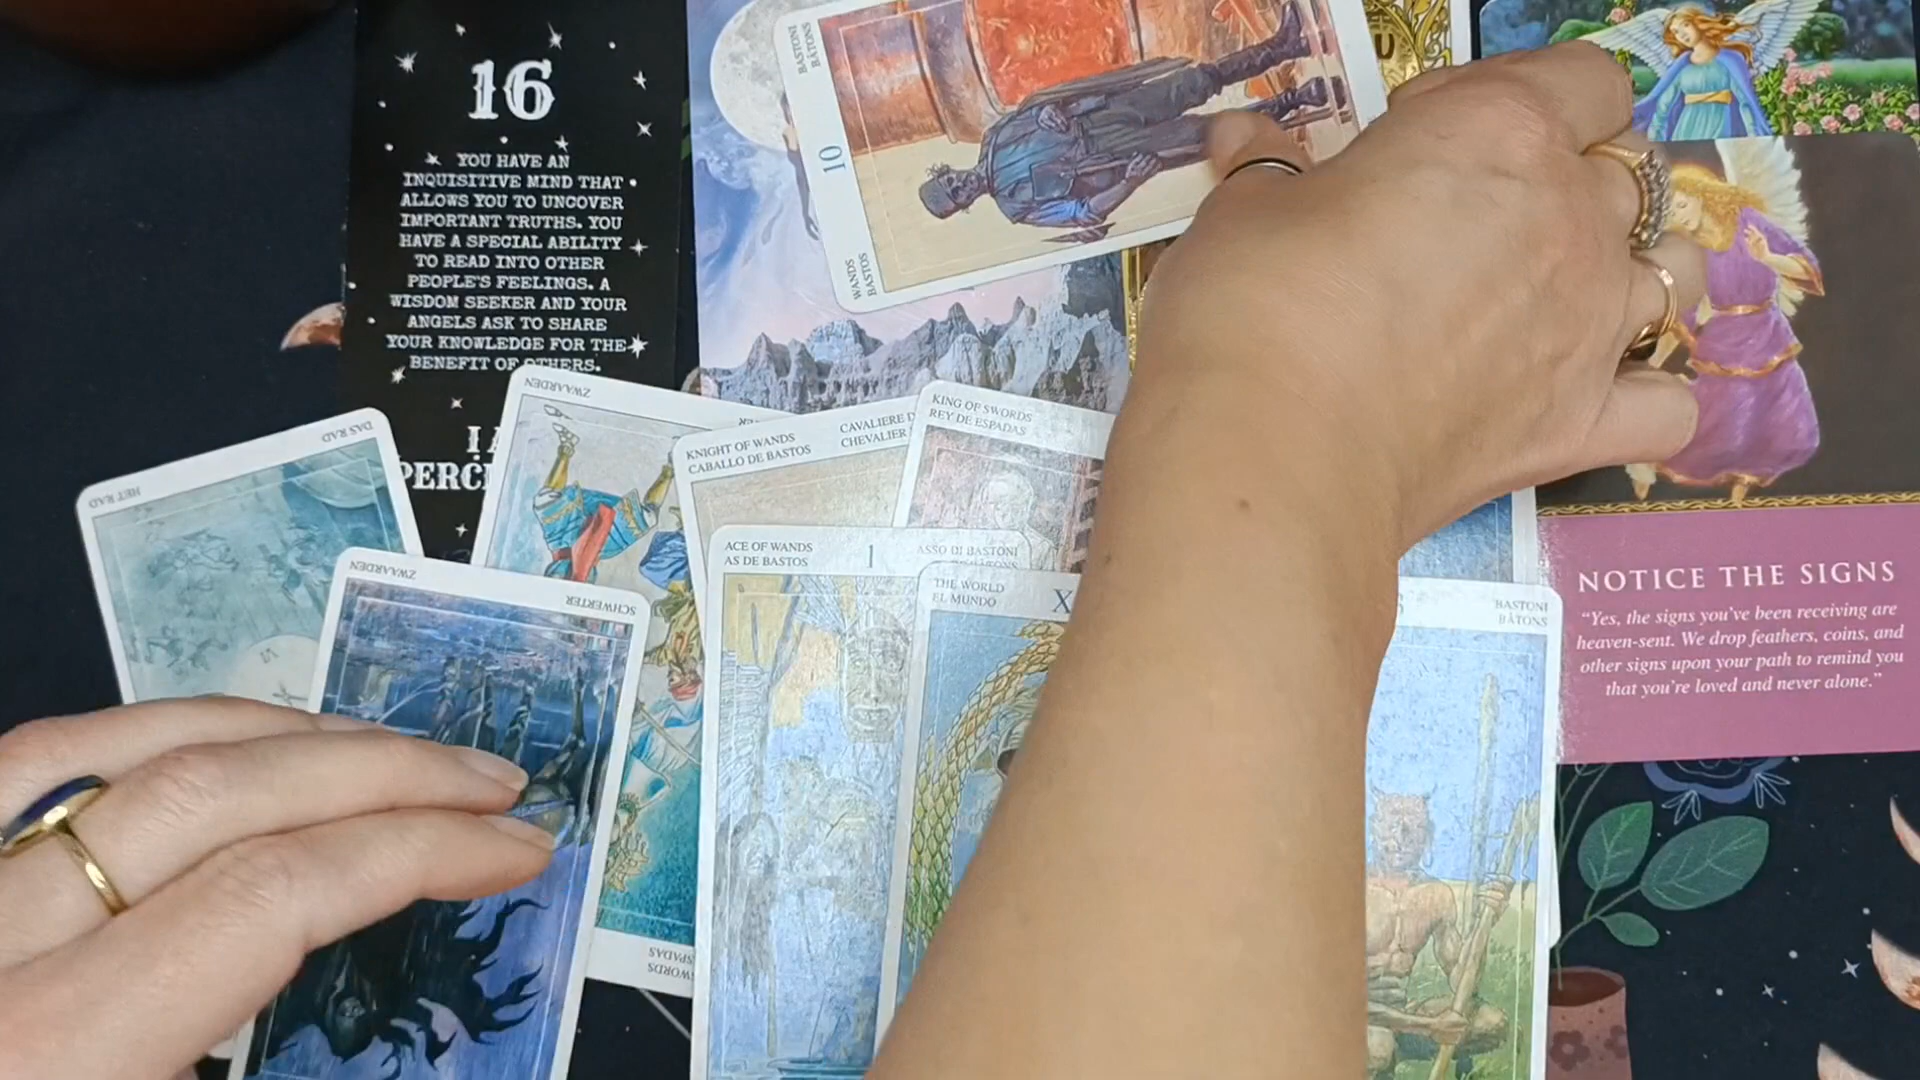 16
YOU HAVE AN
INQUISITIVE MIND THAT
ALLOWS YOU TO UNCOVER
IMPORTANT TRUTHS. YOU
HAVE A SPECIAL ABILITY
TO READ INTO OTHER
PEOPLE'S FEELINGS. A
WISDOM SEEKER AND YOUR
ANGELS ASK TO SHARE
YOUR KNOWLEDGE FOR THE
BENEFIT OF OTHERS.
BASTONI
BÂTONS
10
WANDS
BASTOS
U
DAS RAD
HET RAD
VI
ZWAARDEN
KNIGHT OF WANDS
CABALLO DE BASTOS
CAVALIERE D
CHEVALIER
KING OF SWORDS
REY DE ESPADAS
ZWAARDEN
SCHWERTER
SWORDS
ESPADAS
ACE OF WANDS
AS DE BASTOS
1
ASSO DI BASTONI
THE WORLD
EL MUNDO
X
BASTONI
BÂTONS
NOTICE THE SIGNS
"Yes, the signs you've been receiving are
heaven-sent. We drop feathers, coins, and
other signs upon your path to remind you
that you're loved and never alone."